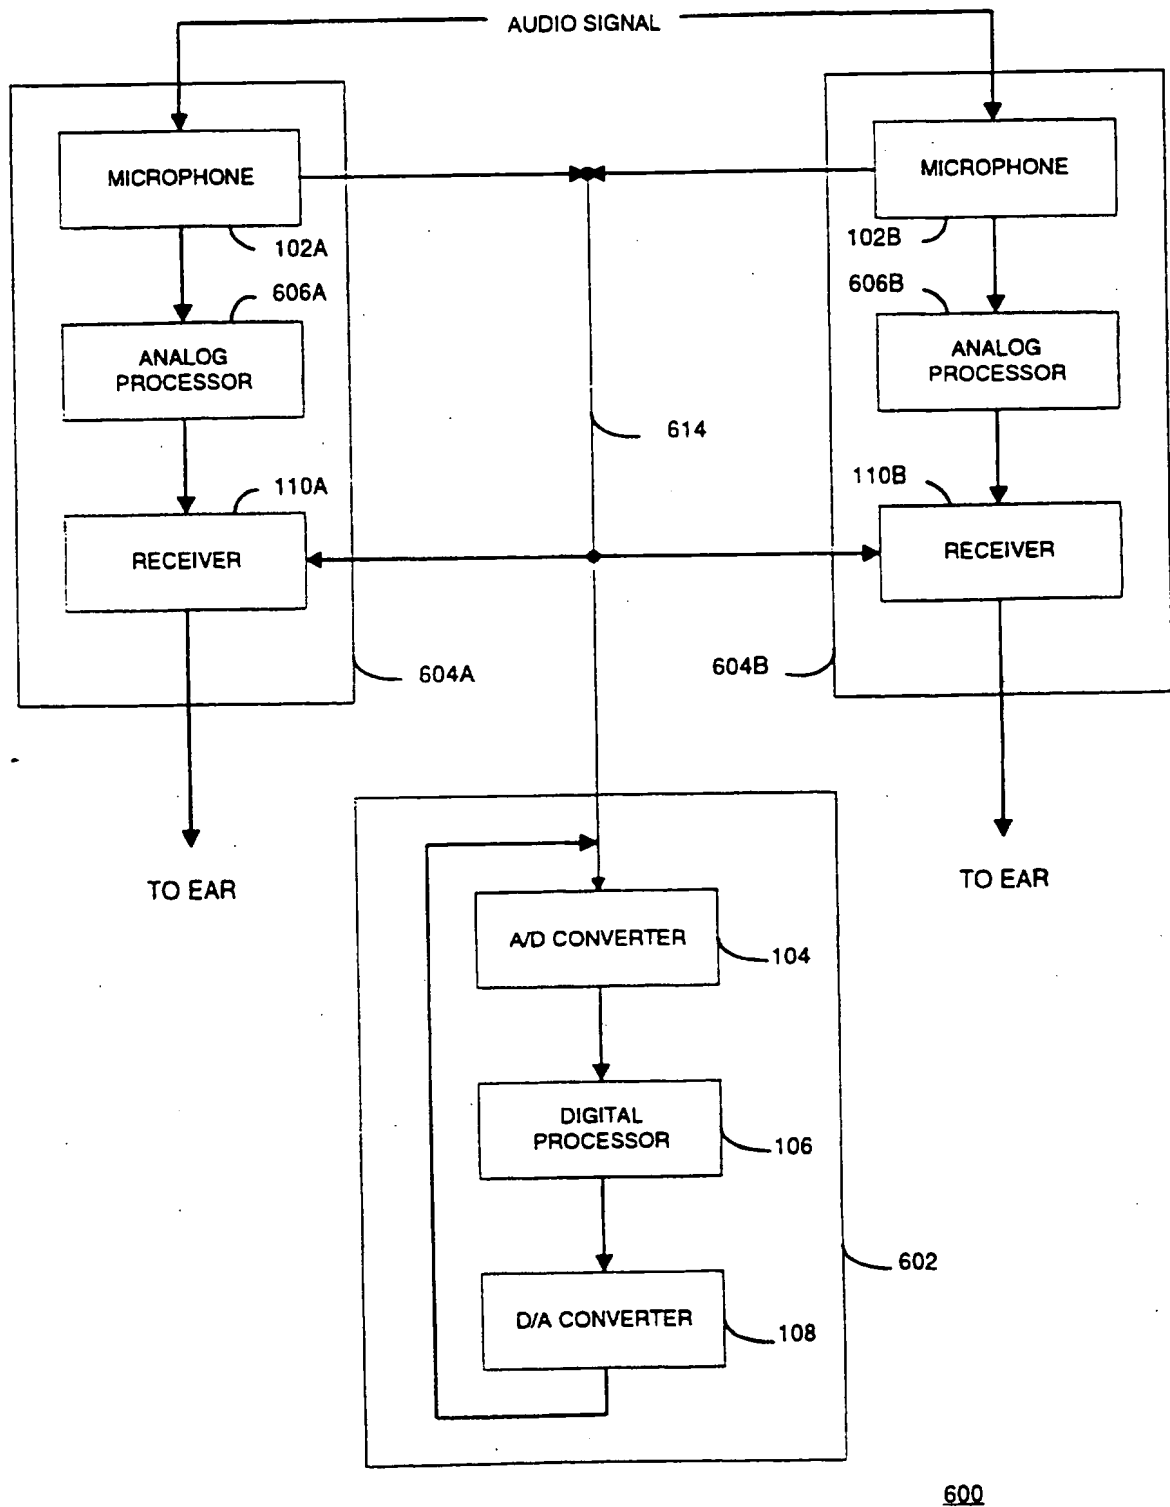 AUDIO SIGNAL
MICROPHONE
MICROPHONE
102A
102B
606A
606B
ANALOG
PROCESSOR
ANALOG
PROCESSOR
614
110A
110B
RECEIVER
RECEIVER
604A
604B
TO EAR
TO EAR
A/D CONVERTER
104
DIGITAL
PROCESSOR
106
602
D/A CONVERTER
108
600